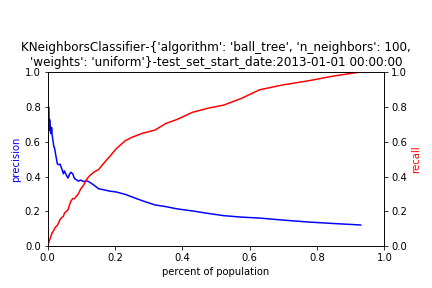 KNeighborsClassifier-{'algorithm': 'ball_tree', 'n_neighbors': 100,
'weights': 'uniform'}-test_set_start_date:2013-01-01 00:00:00
1.0
0.8
0.6
0.4
0.2
0.0
precision
1.0
0.8
0.6
0.4
0.2
0.0
recall
0.0 0.2 0.4 0.6 0.8 1.0
percent of population